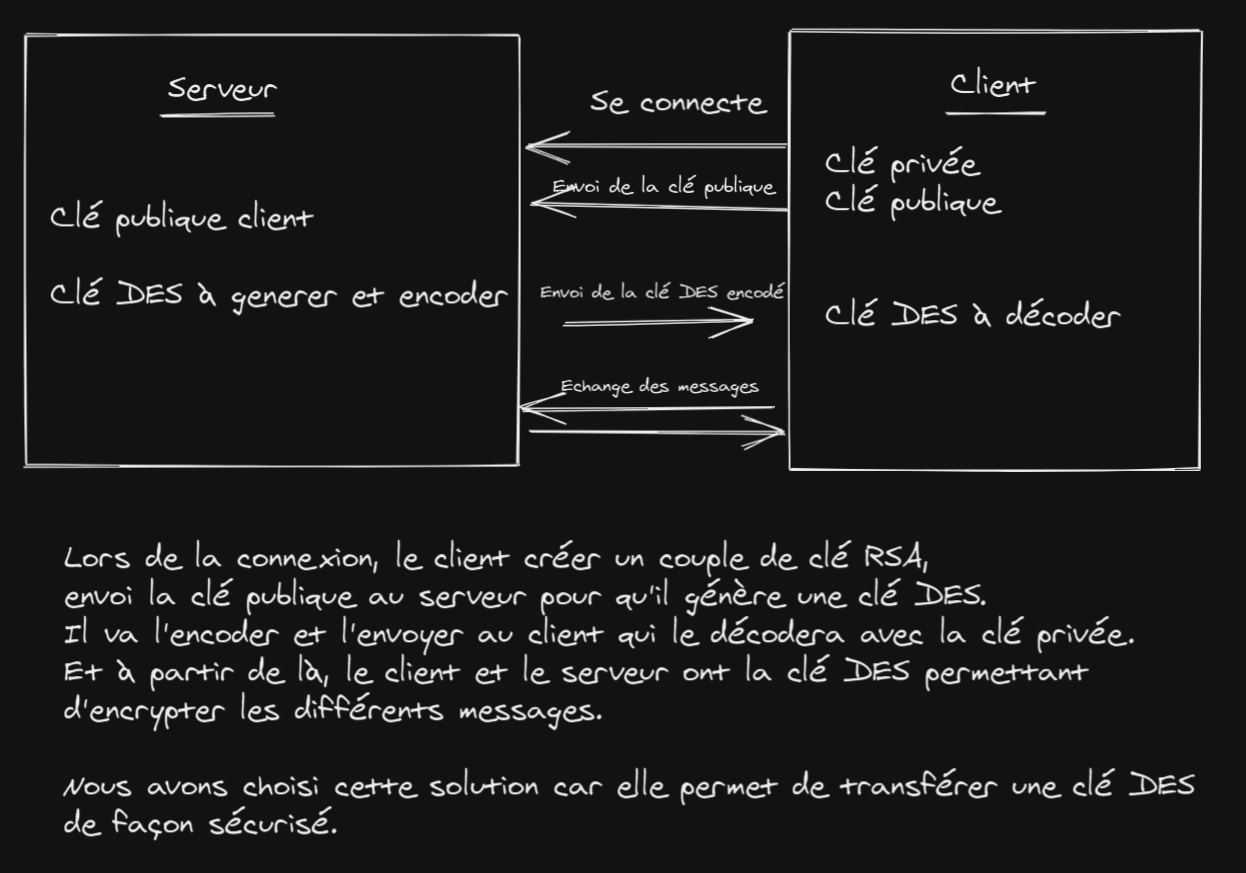 Serveur
Client
Se connecte
Clé privée
Envoi de la clé publique
Clé publique
Clé publique client
Clé DES à generer et encoder
Envoi de la clé DES encodé
Clé DES à décoder
Echange des messages
Lors de la connexion, le client créer un couple de clé RSA,
envoi la clé publique au serveur pour qu'il génère une clé DES.
Il va l'encoder et l'envoyer au client qui le décodera avec la clé privée.
Et à partir de là, le client et le serveur ont la clé DES permettant
d'encrypter les différents messages.
Nous avons choisi cette solution car elle permet de transférer une clé DES
de façon sécurisé.